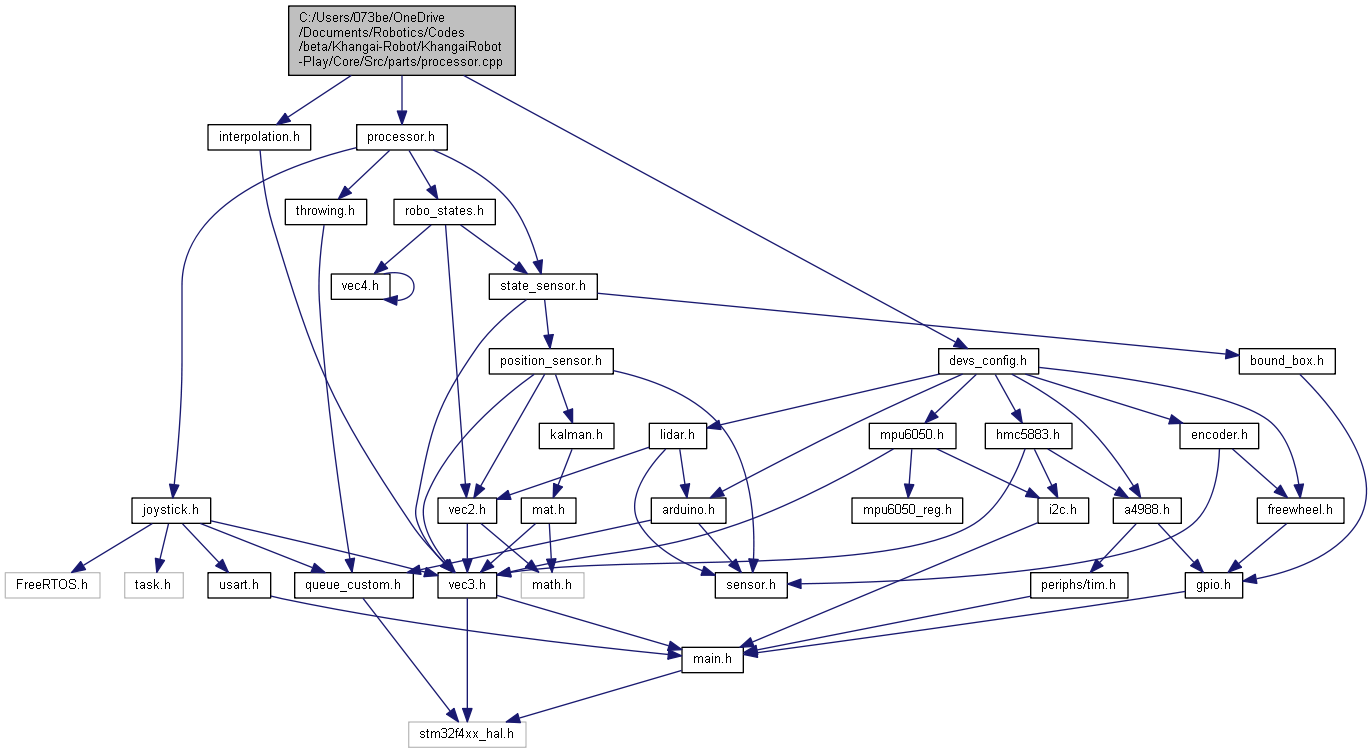 C:/Users/073be/OneDrive
/Documents/Robotics/Codes
/beta/Khangai-Robot/KhangaiRobot
-Play/Core/Src/parts/processor.cpp
interpolation.h
processor.h
throwing.h
robo_states.h
vec4.h
state_sensor.h
position_sensor.h
devs_config.h
bound_box.h
kalman.h
lidar.h
mpu6050.h
hmc5883.h
encoder.h
joystick.h
vec2.h
mat.h
arduino.h
mpu6050_reg.h
i2c.h
a4988.h
freewheel.h
FreeRTOS.h
task.h
usart.h
queue_custom.h
vec3.h
math.h
sensor.h
periphs/tim.h
gpio.h
main.h
stm32f4xx_hal.h